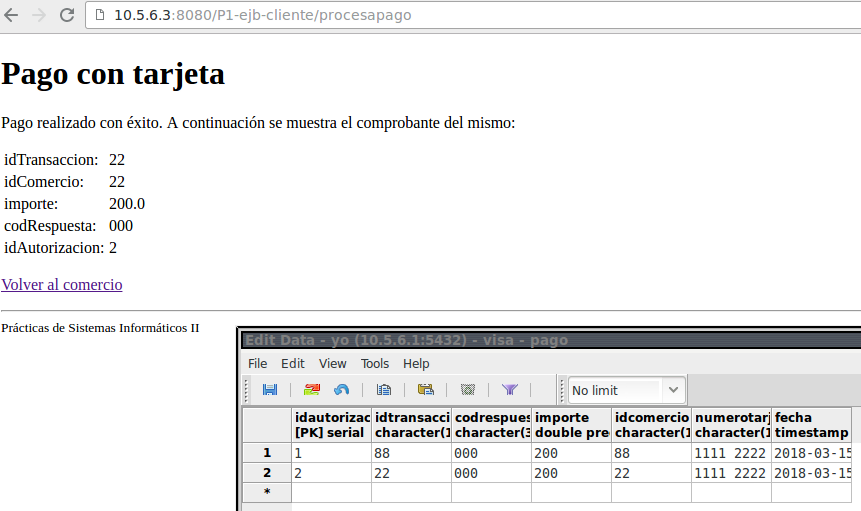 10.5.6.3:8080/P1-ejb-cliente/procesapago
Pago con tarjeta
Pago realizado con éxito. A continuación se muestra el comprobante del mismo:
idTransaccion: 22
idComercio: 22
importe: 200.0
codRespuesta: 000
idAutorizacion: 2
Volver al comercio
Prácticas de Sistemas Informáticos II
Edit Data - yo (10.5.6.1:5432) - visa - pago
File Edit View Tools Help
No limit
idautorizac idtransacci codrespues importe idcomercio numerotarj fecha
[PK] serial character(1 character(3 double pre character(1 character(1 timestamp
1 1 88 000 200 88 1111 2222 2018-03-15
2 2 22 000 200 22 1111 2222 2018-03-15
*